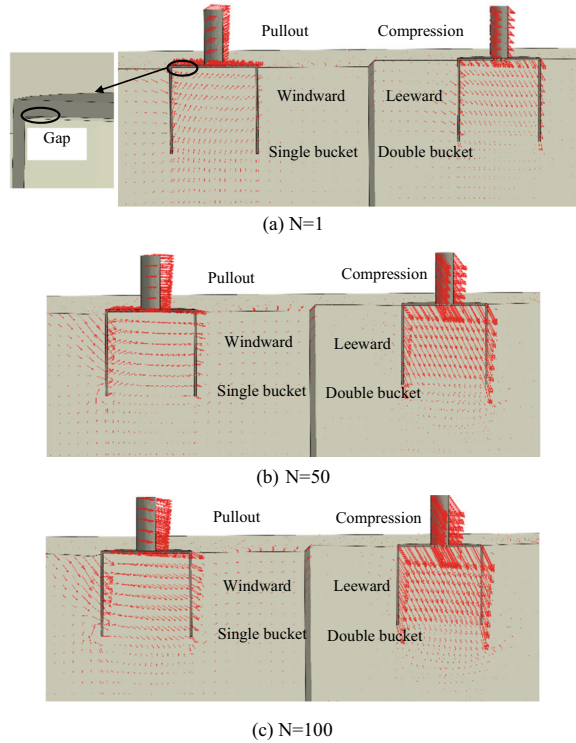 Pullout Compression
Windward Leeward
Gap
Single bucket Double bucket
(a) N=1
Pullout Compression
Windward Leeward
Single bucket Double bucket
(b) N=50
Pullout Compression
Windward Leeward
Single bucket Double bucket
(c) N=100